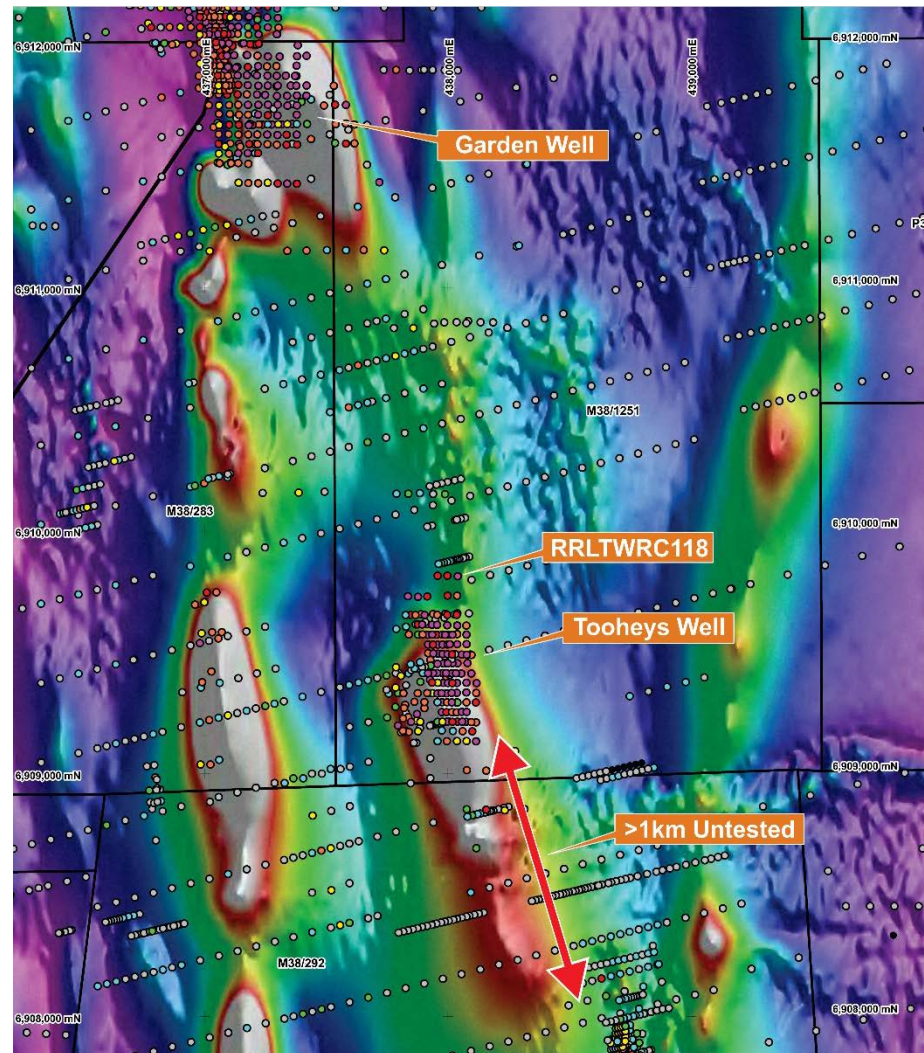 6,912,000 mN
437,000 mE
438,000 mE
439,000 mE
6,912,000 mN
Garden Well
6,911,000 mN
6,911,000 mN
M38/1251
M38/283
6,910,000 mN
6,910,000 mN
RRLTWRC118
Tooheys Well
6,909,000 mN
6,909,000 mN
>1km Untested
M38/292
6,908,000 mN
6,908,000 mN